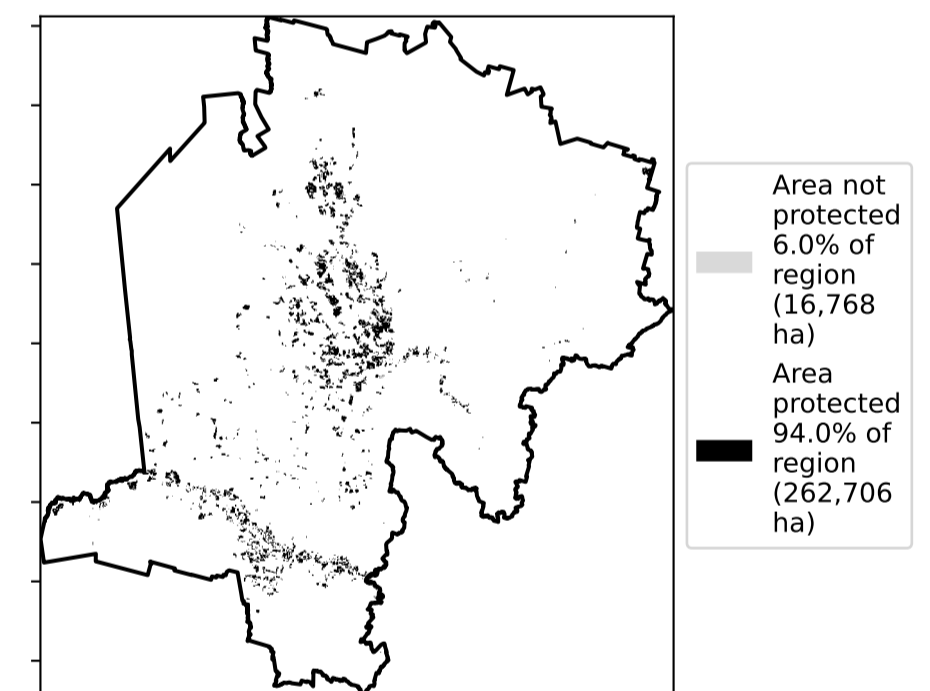 Area not
protected
6.0% of
region
(16,768
ha)
Area
protected
94.0% of
region
(262,706
ha)